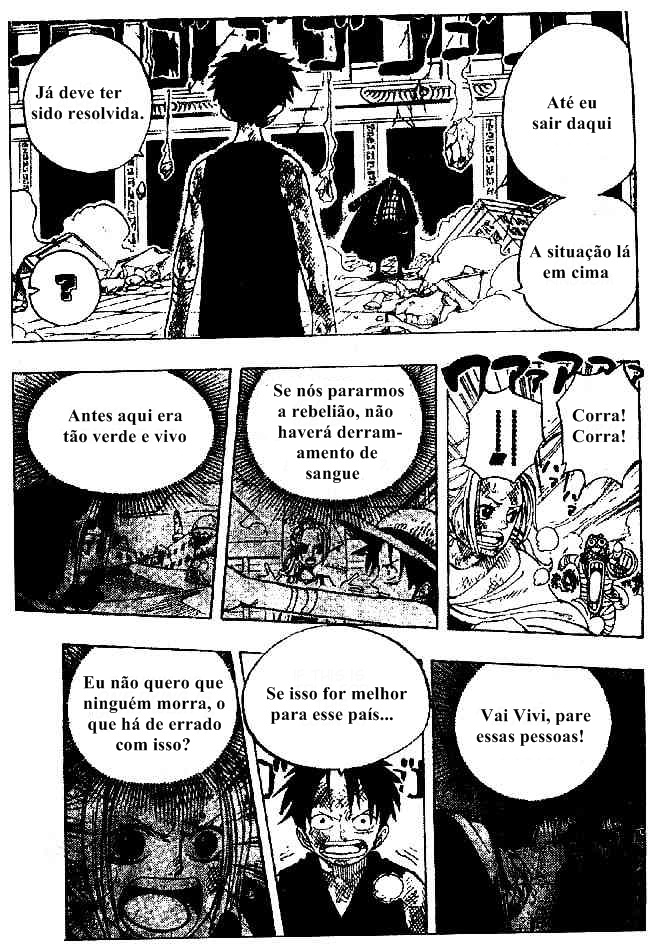 Até eu
sair daqui
A situação lá
em cima
Já deve ter
sido resolvida.
?
Corra!
Corra!
!!
Se nós pararmos
a rebelião, não
haverá derram-
amento de
sangue
Antes aqui era
tão verde e vivo
Vai Vivi, pare
essas pessoas!
Se isso for melhor
para esse país...
Eu não quero que
ninguém morra, o
que há de errado
com isso?